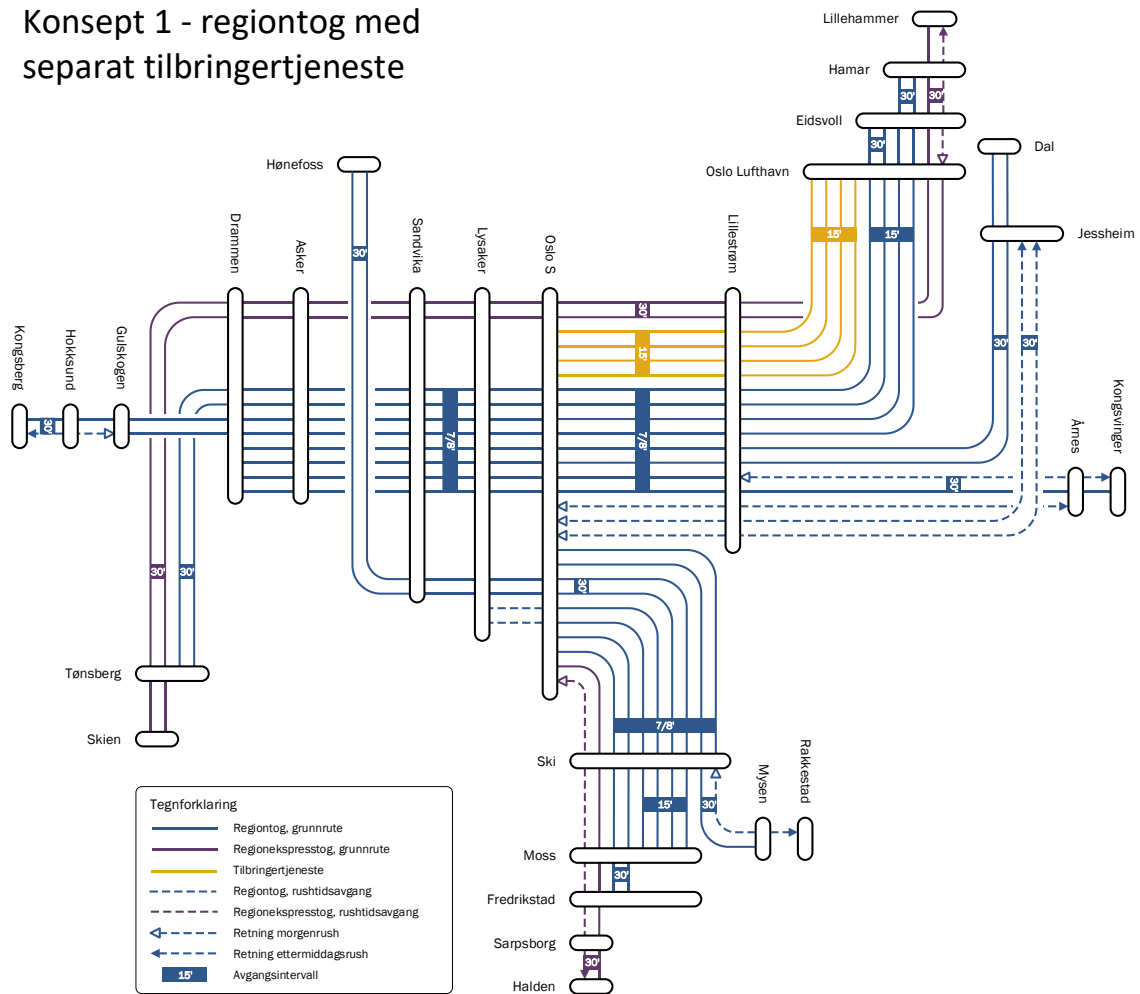 Konsept 1 - regiontog med
separat tilbringertjeneste
Lillehammer
Hamar
30'
30'
Eidsvoll
30'
Dal
Hønefoss
Oslo Lufthavn
Drammen
Asker
Sandvika
Lysaker
Oslo S
Lillestrøm
30'
15'
15'
Jessheim
30'
15'
30'
30'
Kongsberg
Hokksund
Gulskogen
30'
7/8'
7/8'
Årnes
Kongsvinger
30'
30'
30'
30'
Tønsberg
Skien
7/8'
Ski
Mysen
Rakkestad
15'
30'
Moss
30'
Fredrikstad
Sarpsborg
30'
Halden
Tegnforklaring
Regiontog, grunnrute
Regionekspresstog, grunnrute
Tilbringertjeneste
Regiontog, rushtidsavgang
Regionekspresstog, rushtidsavgang
Retning morgenrush
Retning ettermiddagsrush
15'
Avgangsintervall